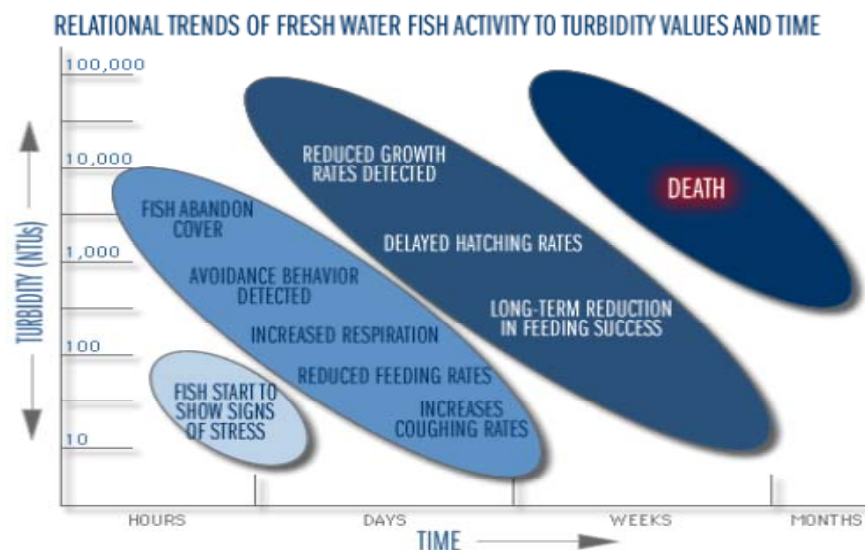 RELATIONAL TRENDS OF FRESH WATER FISH ACTIVITY TO TURBIDITY VALUES AND TIME
TURBIDITY (NTUs)
100,000
10,000
1,000
100
10
FISH START TO
SHOW SIGNS
OF STRESS
FISH ABANDON
COVER
AVOIDANCE BEHAVIOR
DETECTED
INCREASED RESPIRATION
REDUCED FEEDING RATES
INCREASES
COUGHING RATES
REDUCED GROWTH
RATES DETECTED
DELAYED HATCHING RATES
LONG-TERM REDUCTION
IN FEEDING SUCCESS
DEATH
HOURS
DAYS
WEEKS
MONTHS
TIME